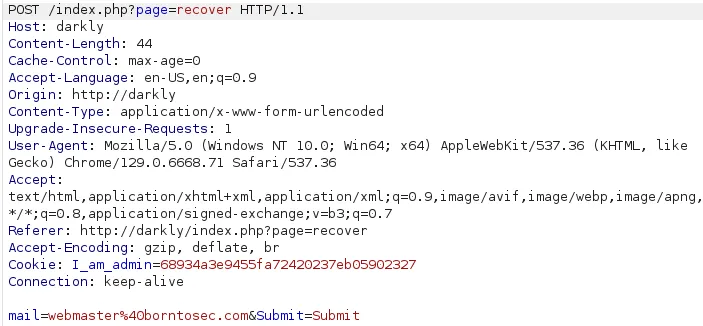 POST /index.php?page=recover HTTP/1.1
Host: darkly
Content-Length: 44
Cache-Control: max-age=0
Accept-Language: en-US,en;q=0.9
Origin: http://darkly
Content-Type: application/x-www-form-urlencoded
Upgrade-Insecure-Requests: 1
User-Agent: Mozilla/5.0 (Windows NT 10.0; Win64; x64) AppleWebKit/537.36 (KHTML, like
Gecko) Chrome/129.0.6668.71 Safari/537.36
Accept:
text/html,application/xhtml+xml,application/xml;q=0.9,image/avif,image/webp,image/apng,
*/*;q=0.8,application/signed-exchange;v=b3;q=0.7
Referer: http://darkly/index.php?page=recover
Accept-Encoding: gzip, deflate, br
Cookie: I_am_admin=68934a3e9455fa72420237eb05902327
Connection: keep-alive
mail=webmaster%40borntosec.com&Submit=Submit